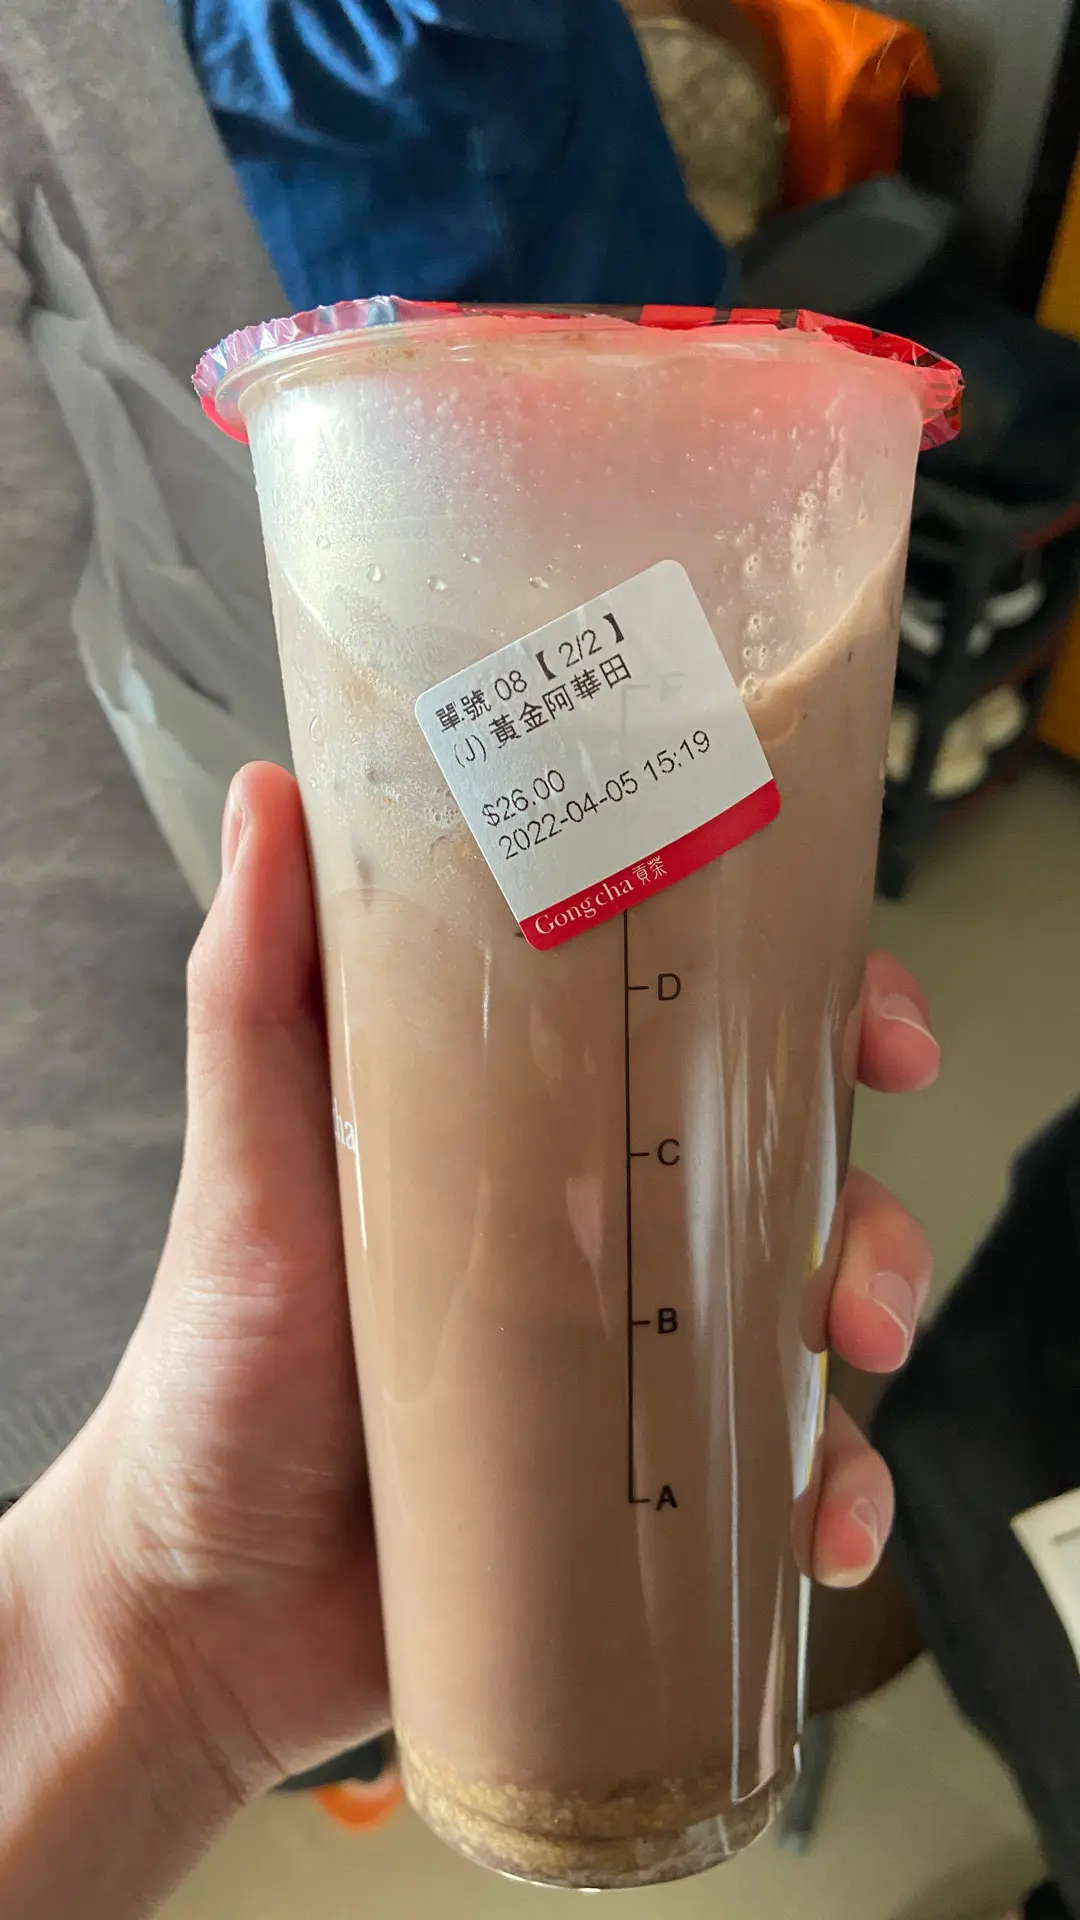 單號 08【 2/2 】
(J) 黃金阿華田
$26.00
2022-04-05 15:19
Gong cha 貢茶
D
C
B
A
ha